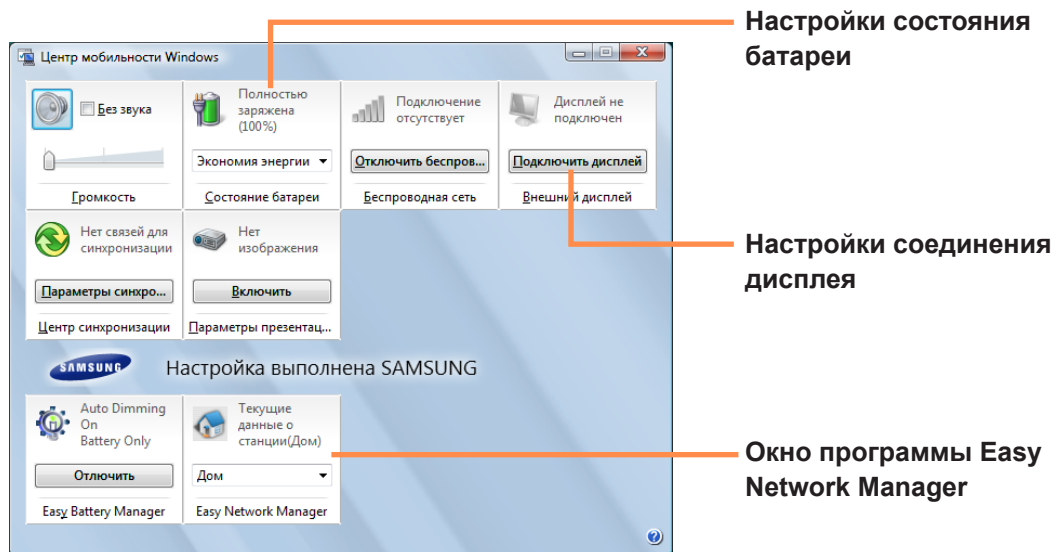 Настройки состояния
батареи
Центр мобильности Windows
Без звука
Громкость
Полностью
заряжена
(100%)
Экономия энергии
Состояние батареи
Подключение
отсутствует
Отключить беспров...
Беспроводная сеть
Дисплей не
подключен
Подключить дисплей
Внешний дисплей
Нет связей для
синхронизации
Параметры синхро...
Центр синхронизации
Нет
изображения
Включить
Параметры презентац...
Настройки соединения
дисплея
SAMSUNG
Настройка выполнена SAMSUNG
Auto Dimming
On
Battery Only
Отлючить
Easy Battery Manager
Текущие
данные о
станции(Дом)
Дом
Easy Network Manager
Окно программы Easy
Network Manager
?